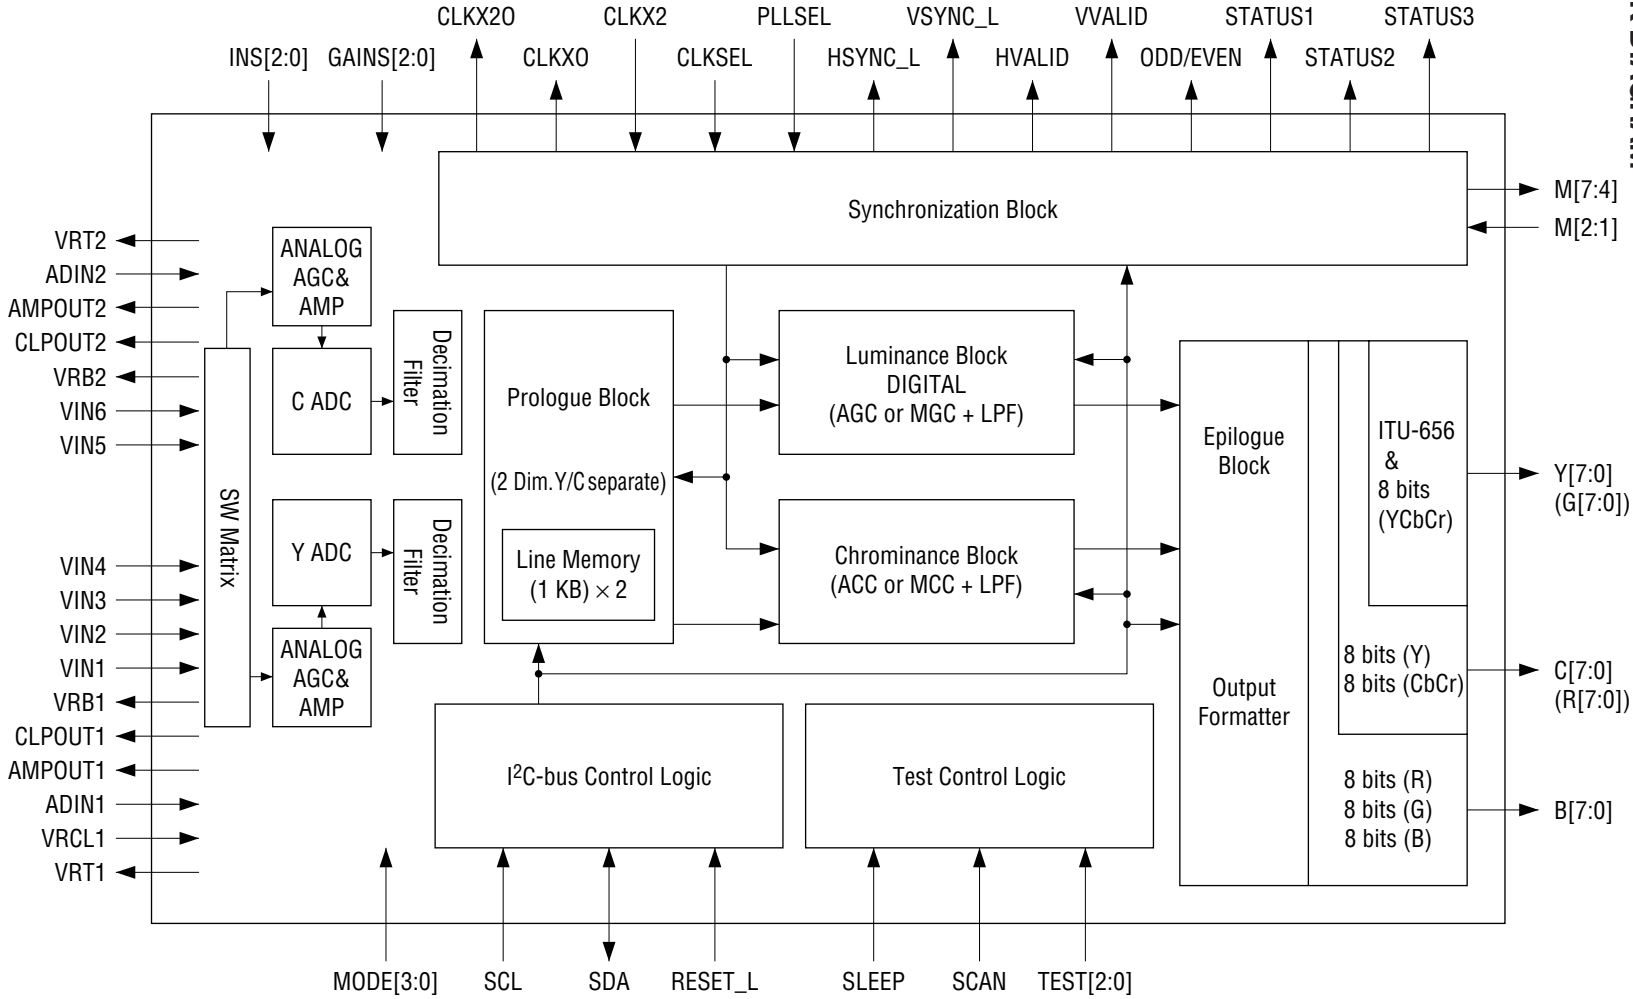 CLKX2O
CLKX2
PLLSEL
VSYNC_L
VVALID
STATUS1
STATUS3
INS[2:0]
GAINS[2:0]
CLKXO
CLKSEL
HSYNC_L
HVALID
ODD/EVEN
STATUS2
Synchronization Block
M[7:4]
M[2:1]
VRT2
ADIN2
AMPOUT2
CLPOUT2
VRB2
VIN6
VIN5
VIN4
VIN3
VIN2
VIN1
VRB1
CLPOUT1
AMPOUT1
ADIN1
VRCL1
VRT1
SW Matrix
ANALOG
AGC&
AMP
C ADC
Decimation
Filter
Y ADC
Decimation
Filter
ANALOG
AGC&
AMP
Prologue Block
(2 Dim. Y/C separate)
Line Memory
(1 KB) × 2
Luminance Block
DIGITAL
(AGC or MGC + LPF)
Chrominance Block
(ACC or MCC + LPF)
Epilogue
Block
Output
Formatter
ITU-656
&
8 bits
(YCbCr)
8 bits (Y)
8 bits (CbCr)
8 bits (R)
8 bits (G)
8 bits (B)
Y[7:0]
(G[7:0])
C[7:0]
(R[7:0])
B[7:0]
I²C-bus Control Logic
Test Control Logic
MODE[3:0]
SCL
SDA
RESET_L
SLEEP
SCAN
TEST[2:0]